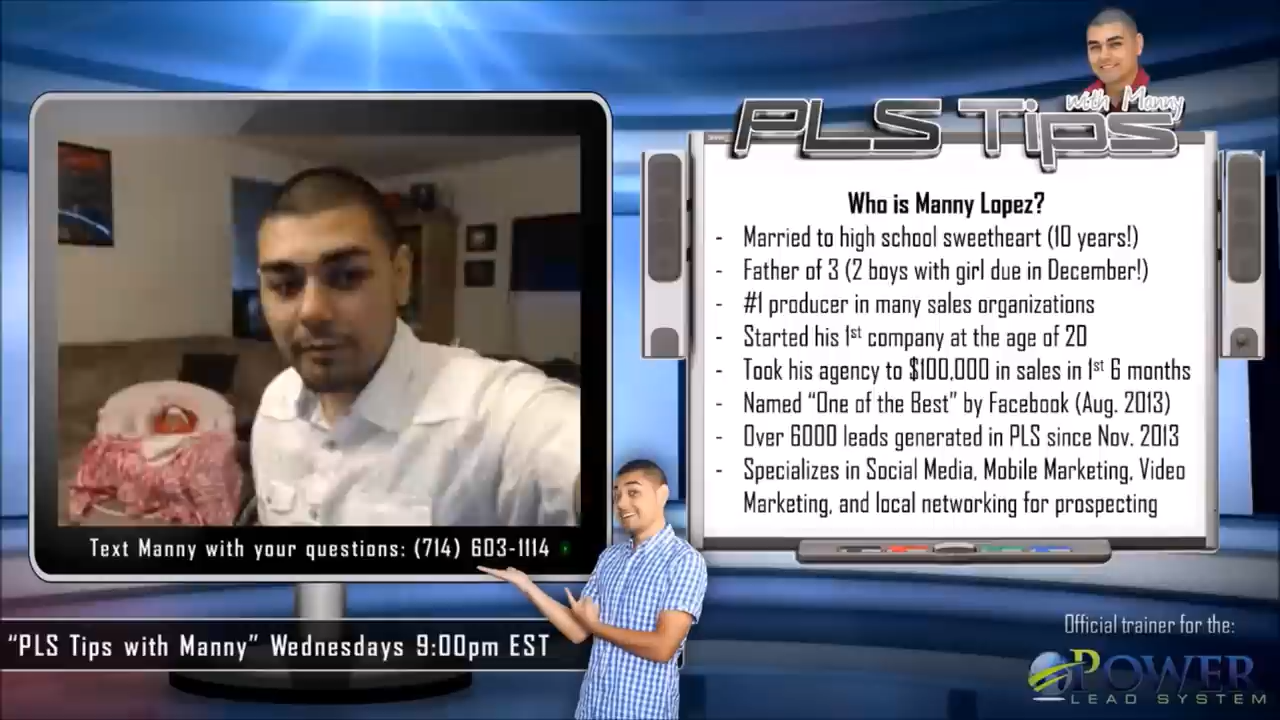 PLS Tips
with Manny
Who is Manny Lopez?
- Married to high school sweetheart (10 years!)
- Father of 3 (2 boys with girl due in December!)
- #1 producer in many sales organizations
- Started his 1st company at the age of 20
- Took his agency to $100,000 in sales in 1st 6 months
- Named “One of the Best” by Facebook (Aug. 2013)
- Over 6000 leads generated in PLS since Nov. 2013
- Specializes in Social Media, Mobile Marketing, Video
Marketing, and local networking for prospecting
Text Manny with your questions: (714) 603-1114
“PLS Tips with Manny” Wednesdays 9:00pm EST
Official trainer for the:
POWER
LEAD SYSTEM